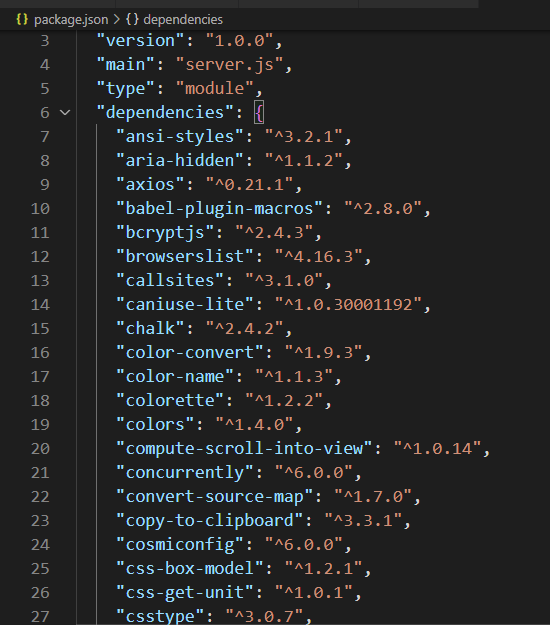 {} package.json > {} dependencies
3 "version": "1.0.0",
4 "main": "server.js",
5 "type": "module",
6 "dependencies": {
7 "ansi-styles": "^3.2.1",
8 "aria-hidden": "^1.1.2",
9 "axios": "^0.21.1",
10 "babel-plugin-macros": "^2.8.0",
11 "bcryptjs": "^2.4.3",
12 "browserslist": "^4.16.3",
13 "callsites": "^3.1.0",
14 "caniuse-lite": "^1.0.30001192",
15 "chalk": "^2.4.2",
16 "color-convert": "^1.9.3",
17 "color-name": "^1.1.3",
18 "colorette": "^1.2.2",
19 "colors": "^1.4.0",
20 "compute-scroll-into-view": "^1.0.14",
21 "concurrently": "^6.0.0",
22 "convert-source-map": "^1.7.0",
23 "copy-to-clipboard": "^3.3.1",
24 "cosmiconfig": "^6.0.0",
25 "css-box-model": "^1.2.1",
26 "css-get-unit": "^1.0.1",
27 "csstype": "^3.0.7",